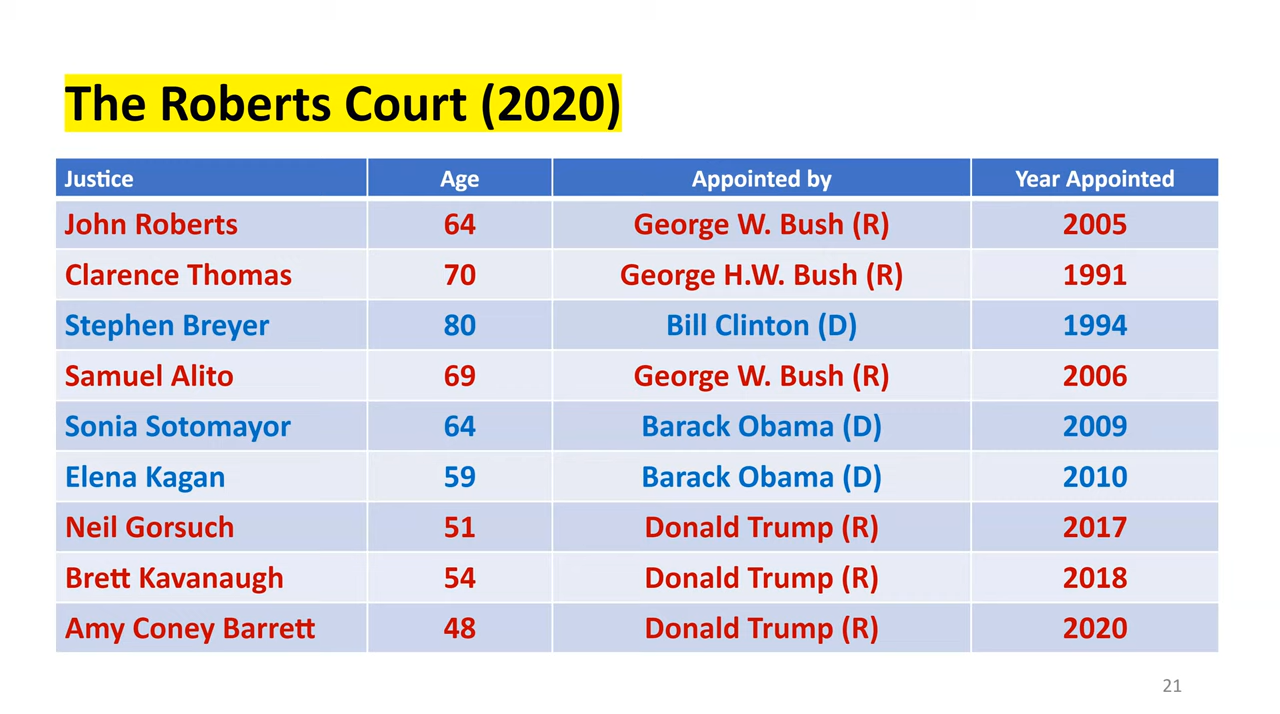 The Roberts Court (2020)
Justice Age Appointed by Year Appointed
John Roberts 64 George W. Bush (R) 2005
Clarence Thomas 70 George H.W. Bush (R) 1991
Stephen Breyer 80 Bill Clinton (D) 1994
Samuel Alito 69 George W. Bush (R) 2006
Sonia Sotomayor 64 Barack Obama (D) 2009
Elena Kagan 59 Barack Obama (D) 2010
Neil Gorsuch 51 Donald Trump (R) 2017
Brett Kavanaugh 54 Donald Trump (R) 2018
Amy Coney Barrett 48 Donald Trump (R) 2020
21